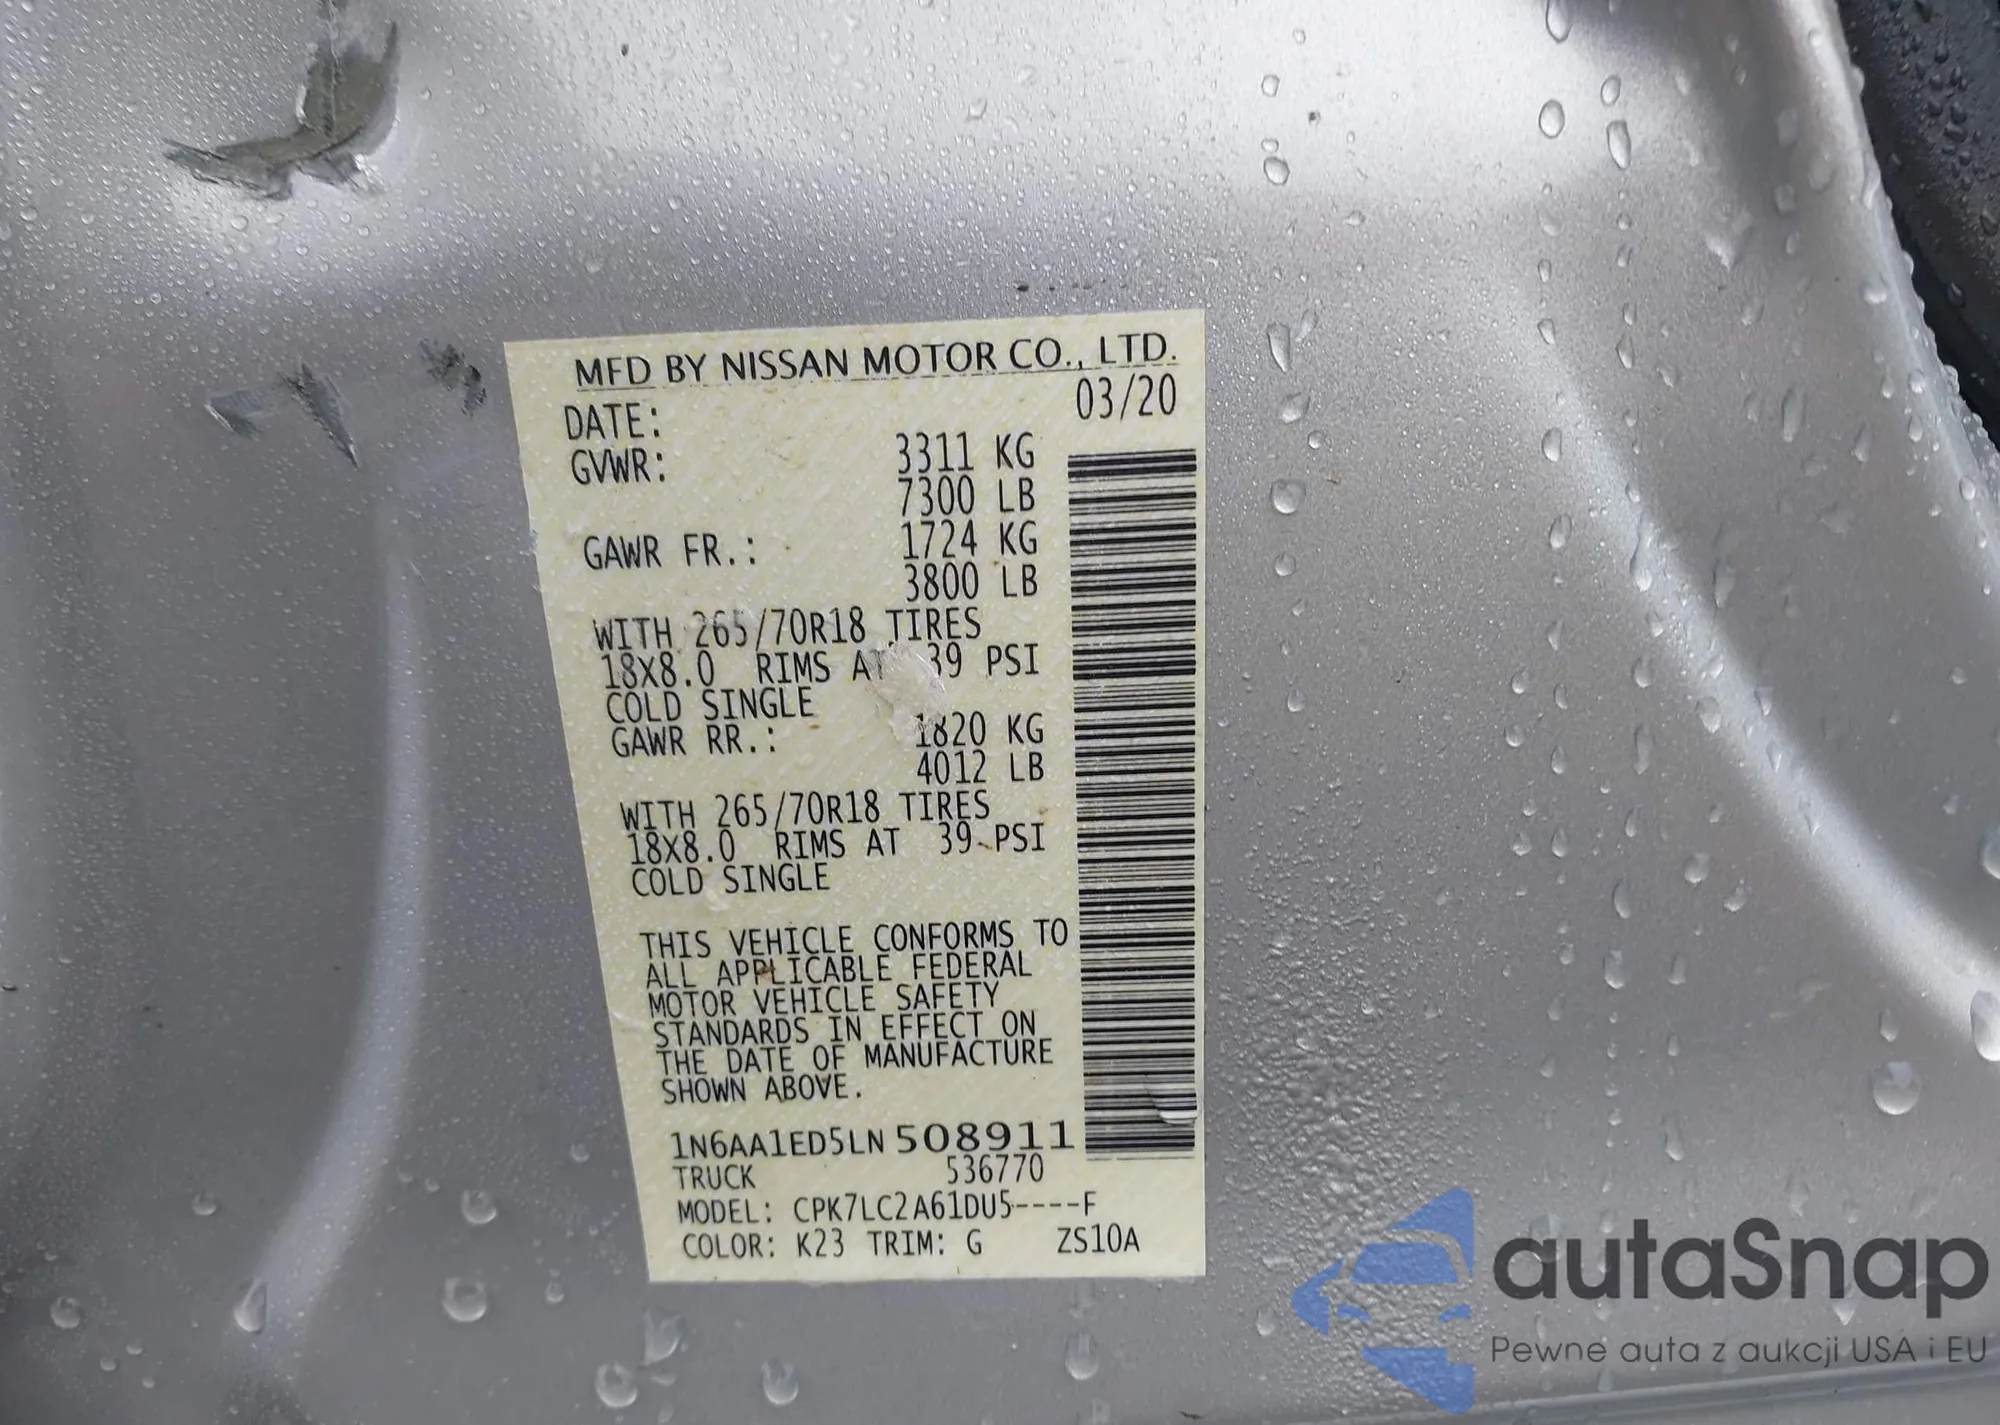 MFD BY NISSAN MOTOR CO., LTD.
DATE: 03/20
GVWR: 3311 KG
7300 LB
GAWR FR.: 1724 KG
3800 LB
WITH 265/70R18 TIRES
18X8.0 RIMS AT 39 PSI
COLD SINGLE
GAWR RR.: 1820 KG
4012 LB
WITH 265/70R18 TIRES
18X8.0 RIMS AT 39 PSI
COLD SINGLE
THIS VEHICLE CONFORMS TO
ALL APPLICABLE FEDERAL
MOTOR VEHICLE SAFETY
STANDARDS IN EFFECT ON
THE DATE OF MANUFACTURE
SHOWN ABOVE.
1N6AA1ED5LN508911
TRUCK 536770
MODEL: CPK7LC2A61DU5----F
COLOR: K23 TRIM: G ZS10A
autaSnap
Pewne auta z aukcji USA i EU